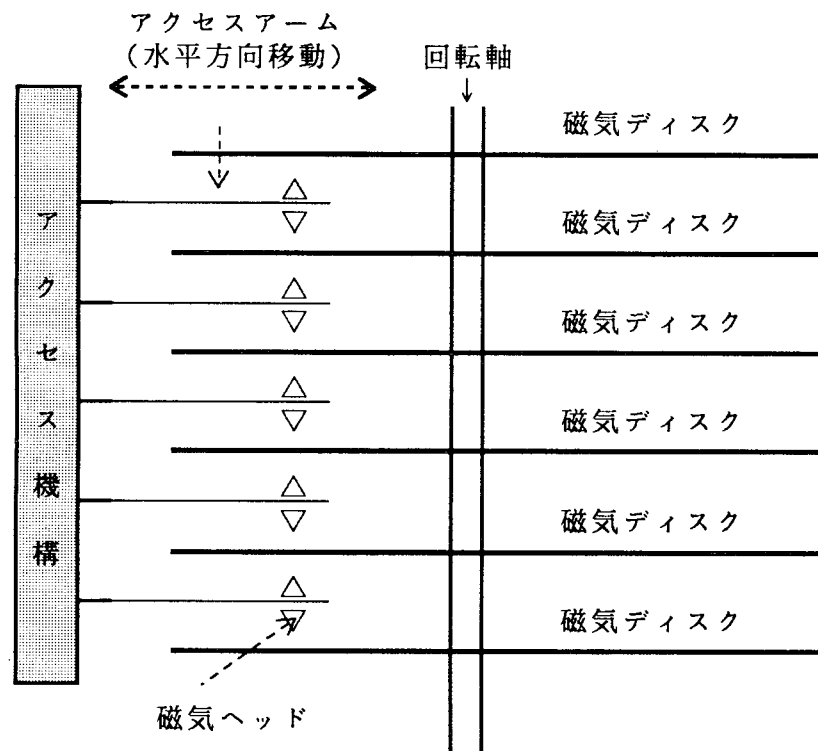 アクセスアーム
(水平方向移動)
回転軸
磁気ディスク
磁気ディスク
磁気ディスク
磁気ディスク
磁気ディスク
磁気ディスク
アクセス機構
磁気ヘッド